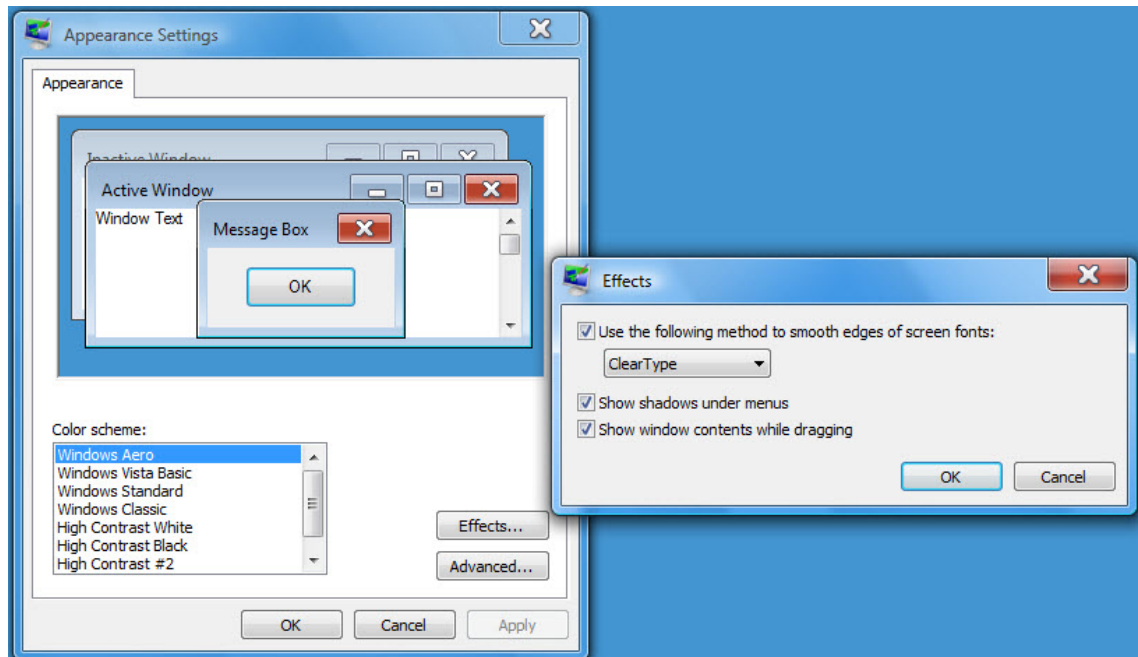 Appearance Settings
Appearance
Inactive Window
Active Window
Window Text
Message Box
OK
Color scheme:
Windows Aero
Windows Vista Basic
Windows Standard
Windows Classic
High Contrast White
High Contrast Black
High Contrast #2
Effects...
Advanced...
OK Cancel Apply
Effects
Use the following method to smooth edges of screen fonts:
ClearType
Show shadows under menus
Show window contents while dragging
OK Cancel